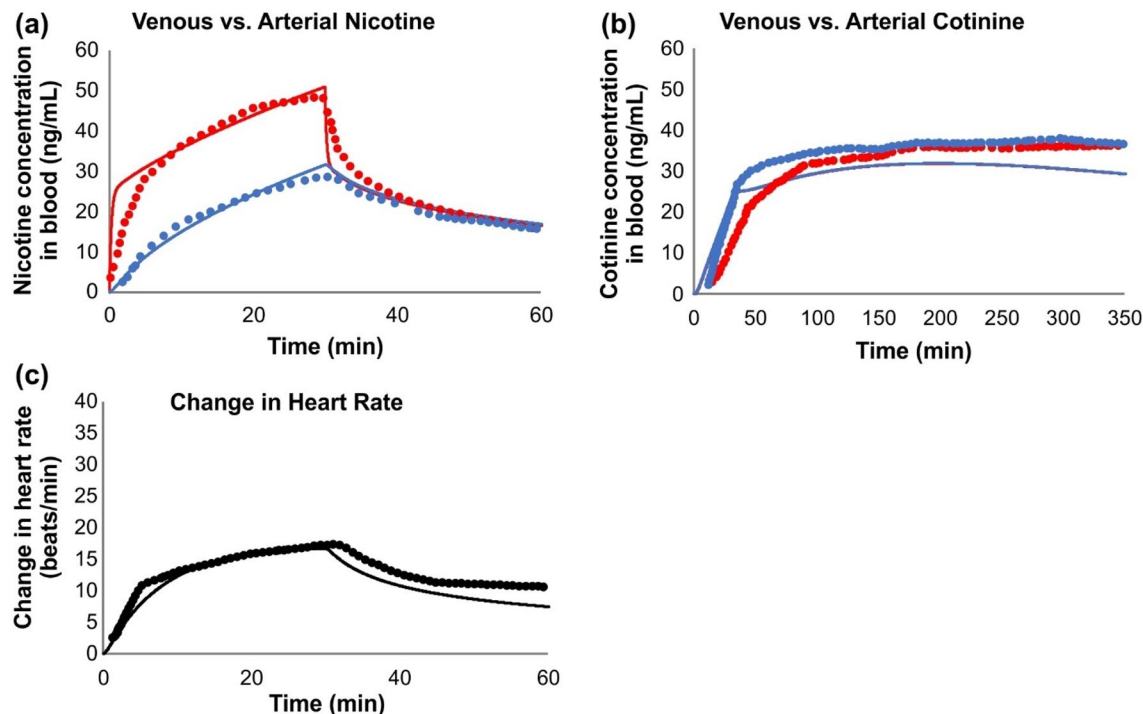 (a) Venous vs. Arterial Nicotine
Nicotine concentration
in blood (ng/mL)
60
50
40
30
20
10
0
0 20 40 60
Time (min)
(b) Venous vs. Arterial Cotinine
Cotinine concentration
in blood (ng/mL)
60
50
40
30
20
10
0
0 50 100 150 200 250 300 350
Time (min)
(c) Change in Heart Rate
Change in heart rate
(beats/min)
40
35
30
25
20
15
10
5
0
0 20 40 60
Time (min)